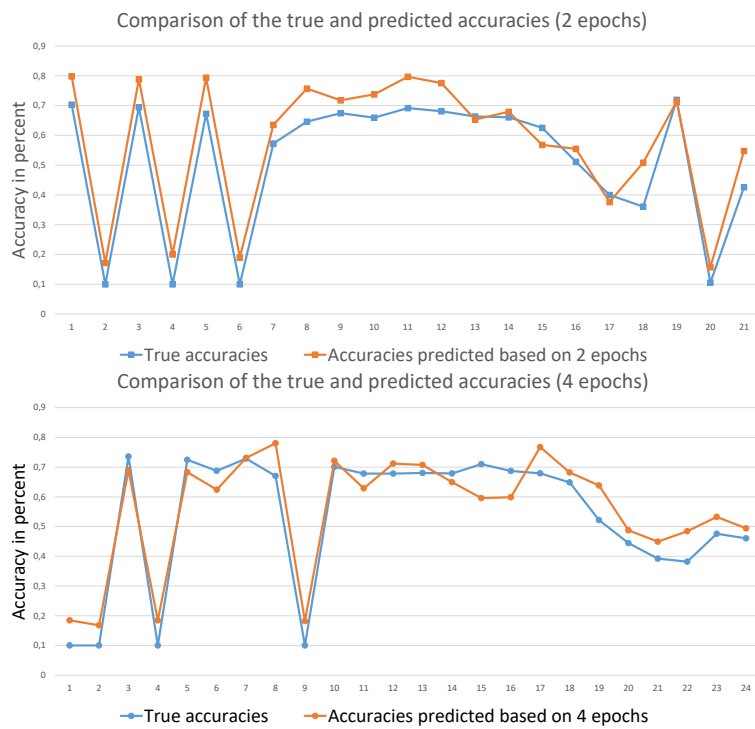 Comparison of the true and predicted accuracies (2 epochs)
Accuracy in percent
0,9
0,8
0,7
0,6
0,5
0,4
0,3
0,2
0,1
0
1 2 3 4 5 6 7 8 9 10 11 12 13 14 15 16 17 18 19 20 21
True accuracies Accuracies predicted based on 2 epochs
Comparison of the true and predicted accuracies (4 epochs)
Accuracy in percent
0,9
0,8
0,7
0,6
0,5
0,4
0,3
0,2
0,1
0
1 2 3 4 5 6 7 8 9 10 11 12 13 14 15 16 17 18 19 20 21 22 23 24
True accuracies Accuracies predicted based on 4 epochs